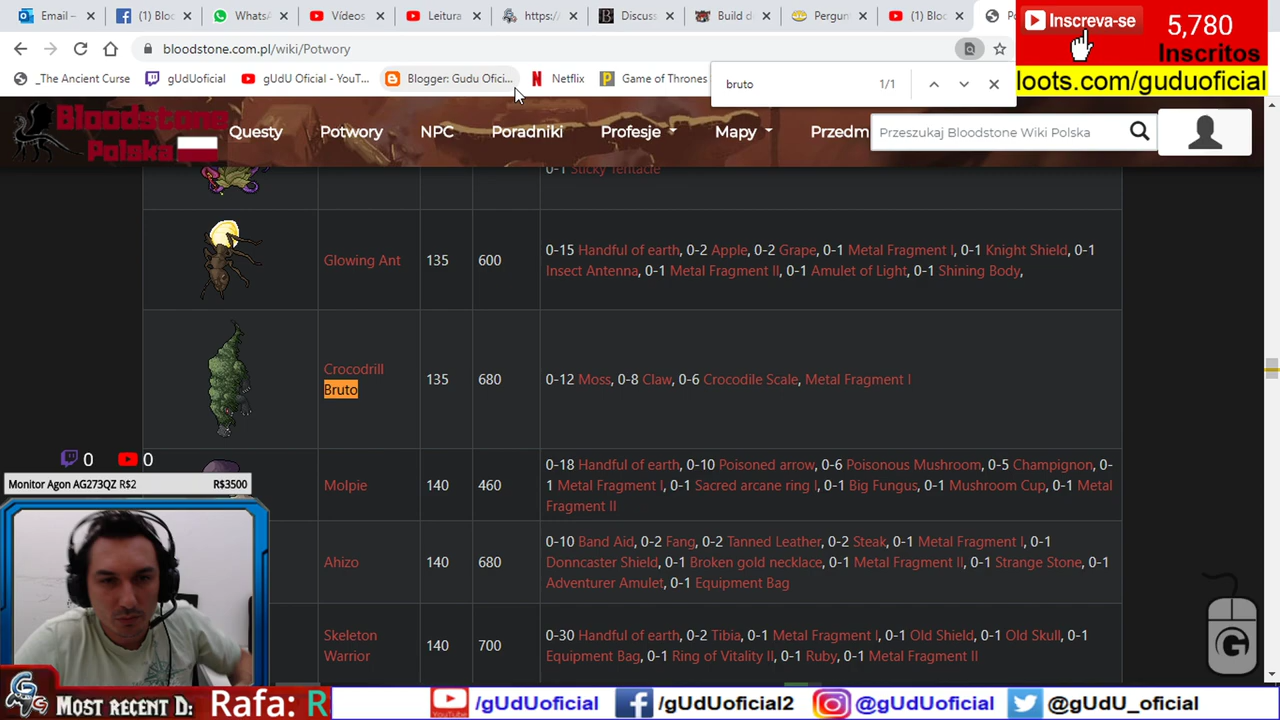 Email –
(1) Bloo
WhatsA
Vídeos
Leitura
https:/
Discuss
Build d
Pergun
(1) Bloo
Po
Inscreva-se
5,780
Inscritos
bloodstone.com.pl/wiki/Potwory
loots.com/guduoficial
_The Ancient Curse
gUdUoficial
gUdU Oficial - YouT...
Blogger: Gudu Ofici...
Netflix
Game of Thrones
bruto
1/1
Bloodstone
Polska
Questy
Potwory
NPC
Poradniki
Profesje
Mapy
Przedm
Przeszukaj Bloodstone Wiki Polska
0-1 Sticky Tentacle
Glowing Ant
135
600
0-15 Handful of earth, 0-2 Apple, 0-2 Grape, 0-1 Metal Fragment I, 0-1 Knight Shield, 0-1
Insect Antenna, 0-1 Metal Fragment II, 0-1 Amulet of Light, 0-1 Shining Body,
Crocodrill
Bruto
135
680
0-12 Moss, 0-8 Claw, 0-6 Crocodile Scale, Metal Fragment I
0
0
Monitor Agon AG273QZ R$2
R$3500
Molpie
140
460
0-18 Handful of earth, 0-10 Poisoned arrow, 0-6 Poisonous Mushroom, 0-5 Champignon, 0-
1 Metal Fragment I, 0-1 Sacred arcane ring I, 0-1 Big Fungus, 0-1 Mushroom Cup, 0-1 Metal
Fragment II
Ahizo
140
680
0-10 Band Aid, 0-2 Fang, 0-2 Tanned Leather, 0-2 Steak, 0-1 Metal Fragment I, 0-1
Donncaster Shield, 0-1 Broken gold necklace, 0-1 Metal Fragment II, 0-1 Strange Stone, 0-1
Adventurer Amulet, 0-1 Equipment Bag
Skeleton
Warrior
140
700
0-30 Handful of earth, 0-2 Tibia, 0-1 Metal Fragment I, 0-1 Old Shield, 0-1 Old Skull, 0-1
Equipment Bag, 0-1 Ring of Vitality II, 0-1 Ruby, 0-1 Metal Fragment II
G
Most recent D:
Rafa: R
/gUdUoficial
/gUdUoficial2
@gUdUoficial
@gUdU_oficial